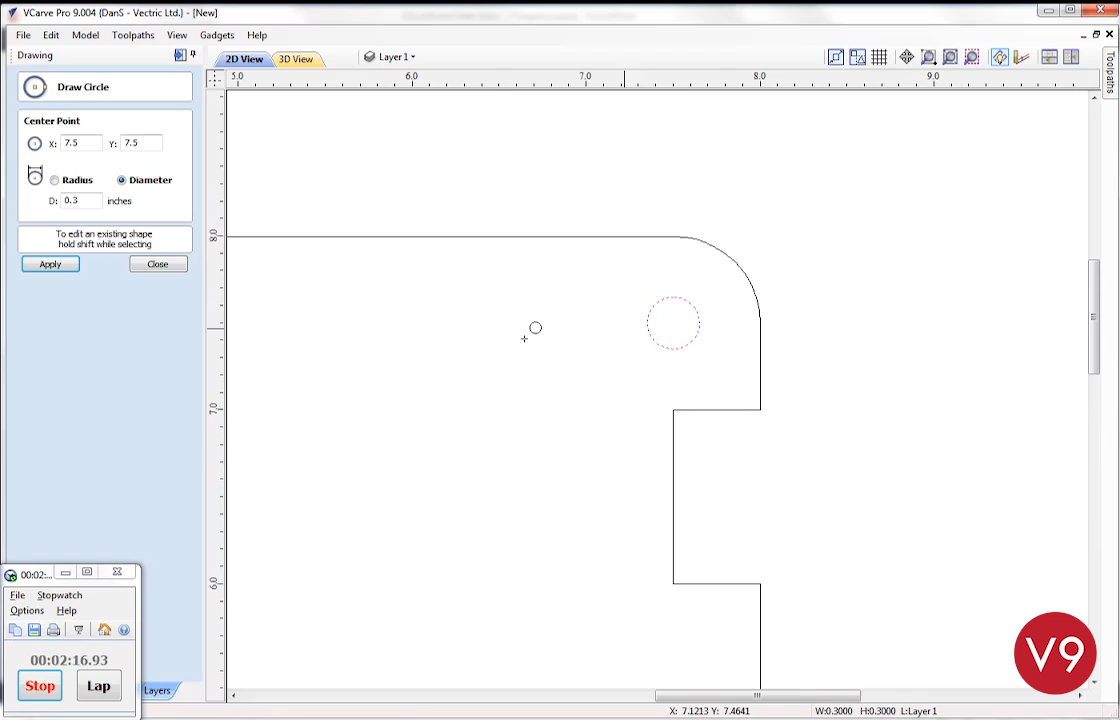 VCarve Pro 9.004 {DanS - Vectric Ltd.} - [New]
File Edit Model Toolpaths View Gadgets Help
Drawing
2D View 3D View Layer 1
Toolpaths
5.0 6.0 7.0 8.0 9.0
Draw Circle
Center Point
X: 7.5 Y: 7.5
Radius Diameter
D: 0.3 inches
To edit an existing shape
hold shift while selecting
Apply Close
8.0
7.0
6.0
00:02:...
File Stopwatch
Options Help
00:02:16.93
Stop Lap
Layers
V9
X: 7.1213 Y: 7.4641 W:0.3000 H:0.3000 L:Layer 1